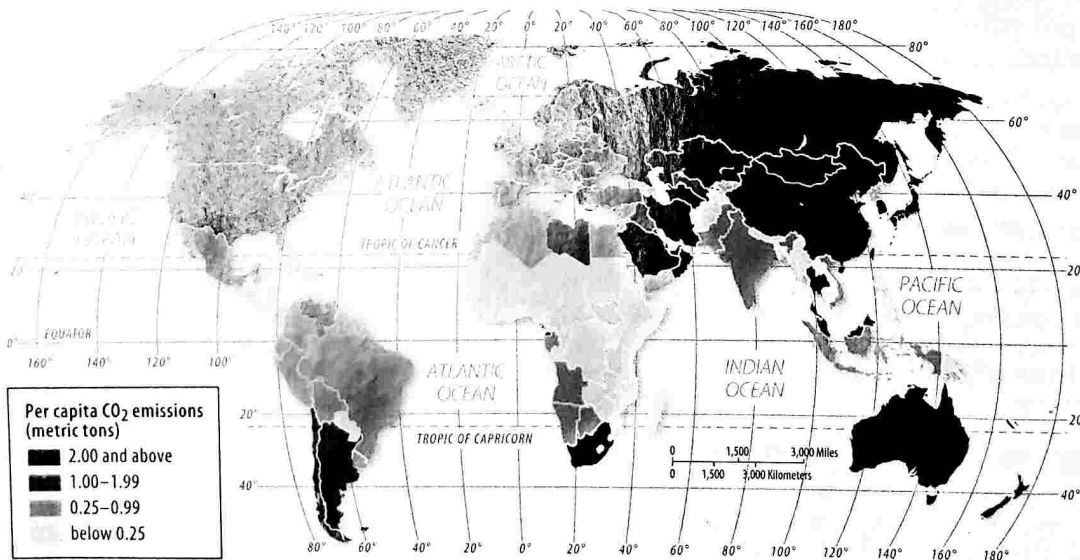 140° 120° 100° 80° 60° 40° 20° 0° 20° 40° 60° 80° 100° 120° 140° 160° 180°
80°
ARCTIC
OCEAN
60°
ATLANTIC
OCEAN
40°
OCEAN
TROPIC OF CANCER
20°
PACIFIC
OCEAN
EQUATOR
0°
0°
160° 140° 120° 100
ATLANTIC
OCEAN
INDIAN
OCEAN
20°
20°
TROPIC OF CAPRICORN
0 1,500 3,000 Miles
0 1,500 3,000 Kilometers
40°
40°
80° 60° 40° 20° 0° 20° 40° 60° 80° 100° 120° 140° 160° 180°
Per capita CO₂ emissions
(metric tons)
2.00 and above
1.00–1.99
0.25–0.99
below 0.25